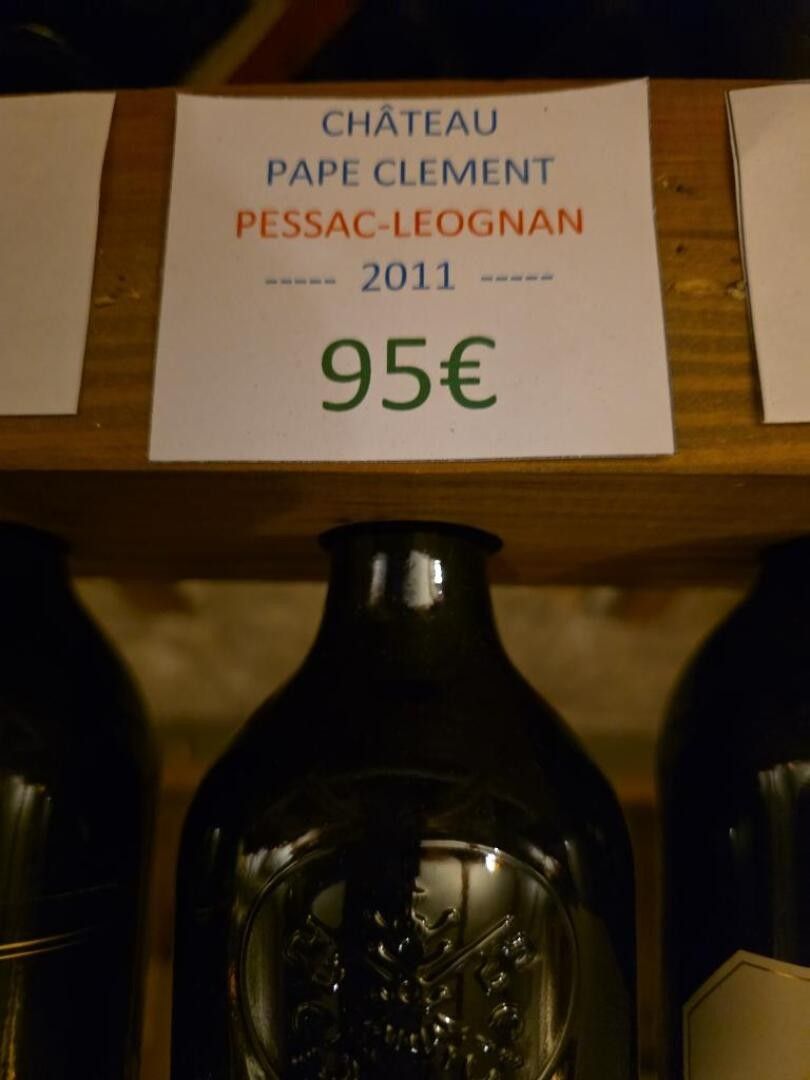 CHÂTEAU
PAPE CLEMENT
PESSAC-LEOGNAN
----- 2011 -----
95€